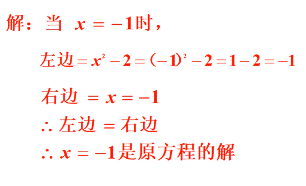 解：当 x = −1时，
左边 = x² − 2 = (−1)² − 2 = 1 − 2 = −1
右边 = x = −1
∴ 左边 = 右边
∴ x = −1是原方程的解